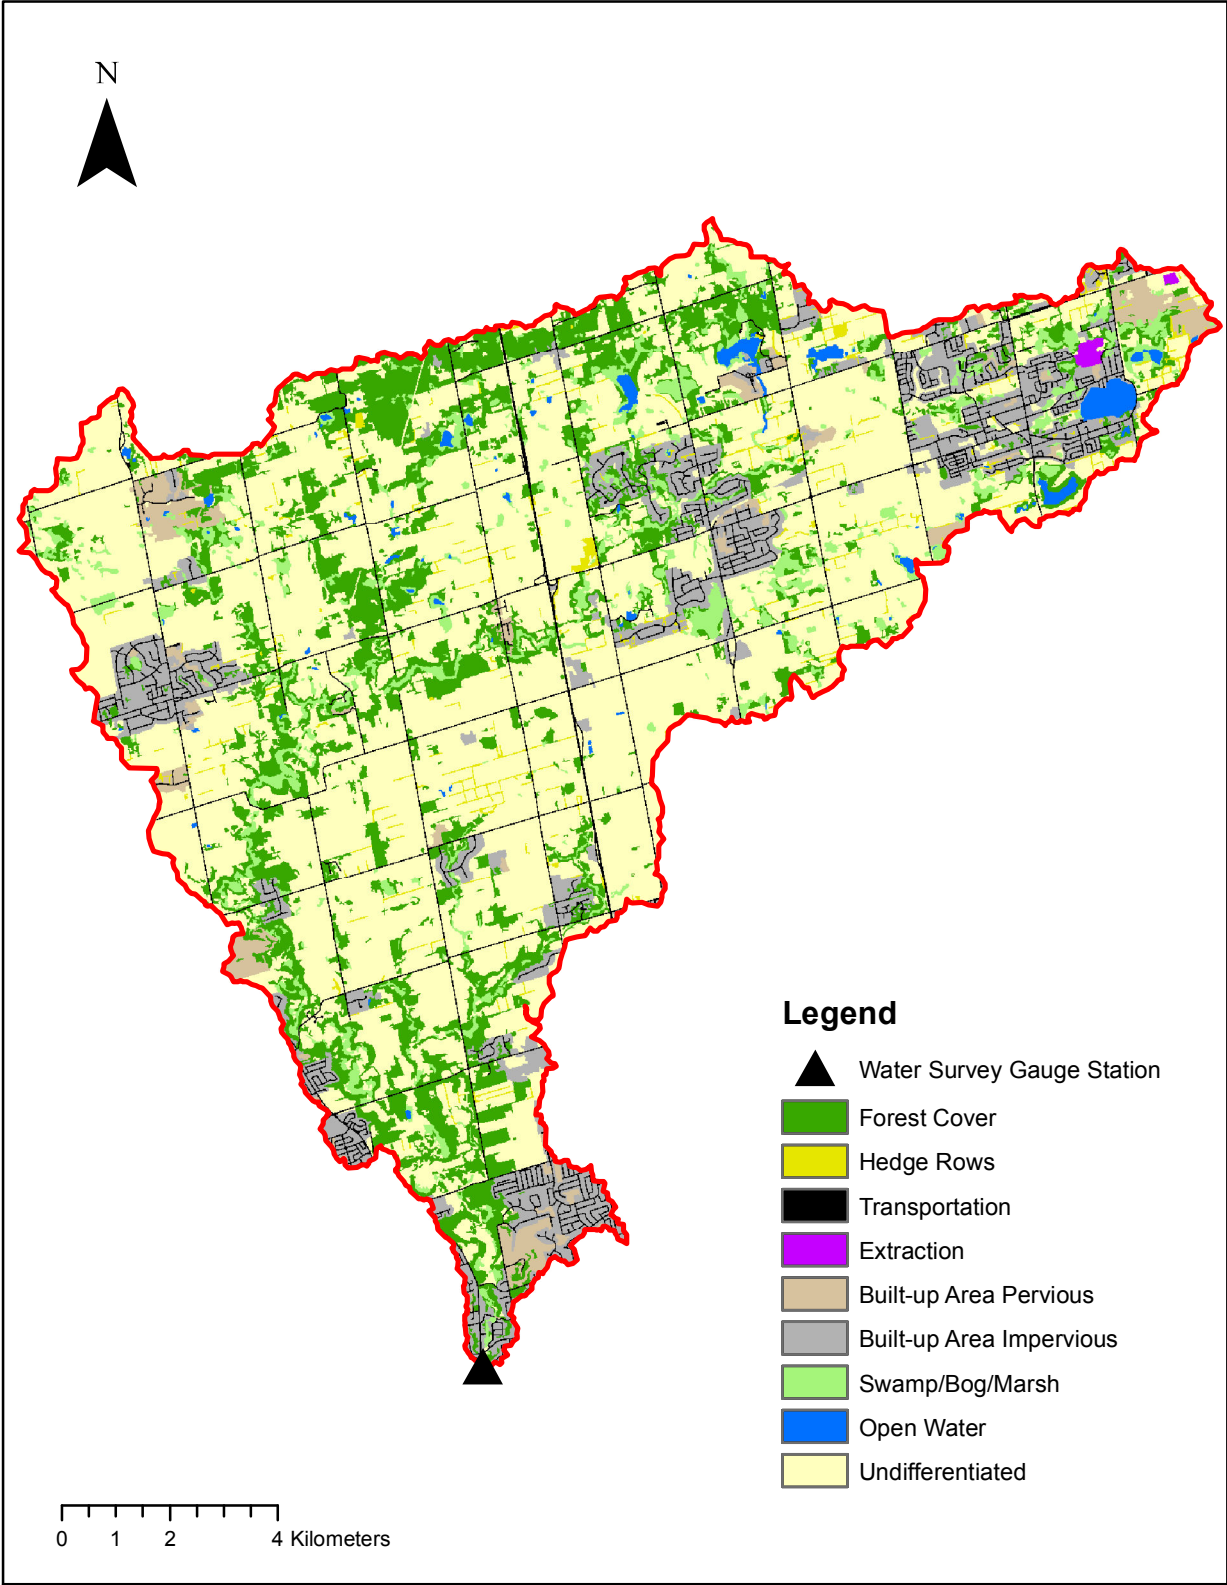 N
Legend
Water Survey Gauge Station
Forest Cover
Hedge Rows
Transportation
Extraction
Built-up Area Pervious
Built-up Area Impervious
Swamp/Bog/Marsh
Open Water
Undifferentiated
0 1 2 4 Kilometers